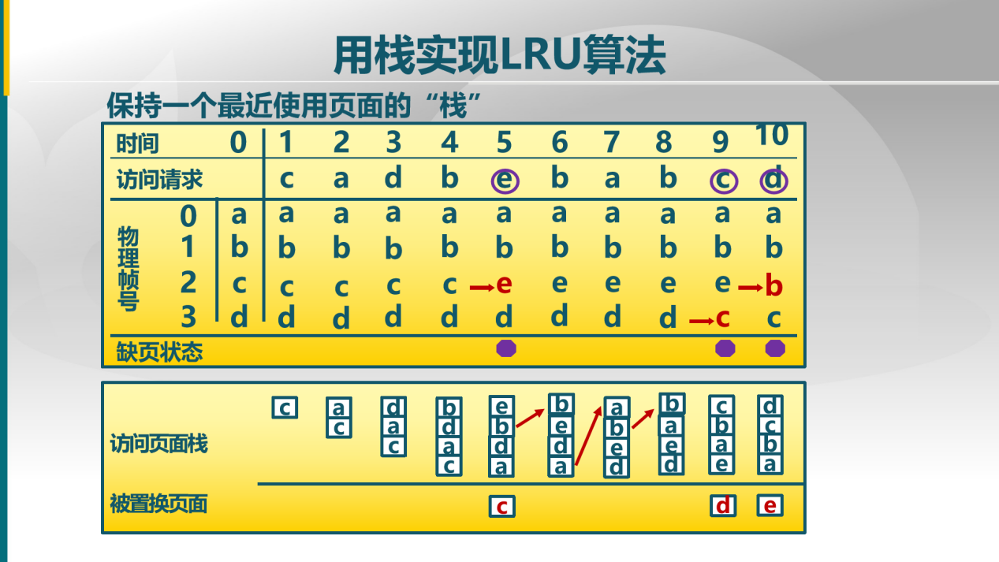 用栈实现LRU算法
保持一个最近使用页面的“栈”
时间 0 1 2 3 4 5 6 7 8 9 10
访问请求 c a d b e b a b c d
物理帧号
0 a a a a a a a a a a a
1 b b b b b b b b b b b
2 c c c c c e e e e e b
3 d d d d d d d d d c c
缺页状态
访问页面栈
c a d b e b a b c d
c a d b e b a b c
c a d d e e a b
c a a d d e a
被置换页面 c d e